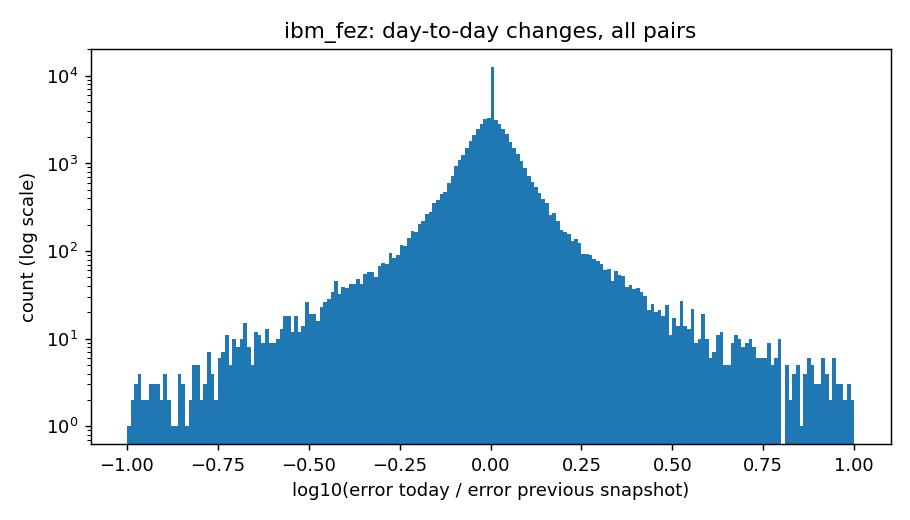 ibm_fez: day-to-day changes, all pairs
count (log scale)
10^4
10^3
10^2
10^1
10^0
−1.00 −0.75 −0.50 −0.25 0.00 0.25 0.50 0.75 1.00
log10(error today / error previous snapshot)